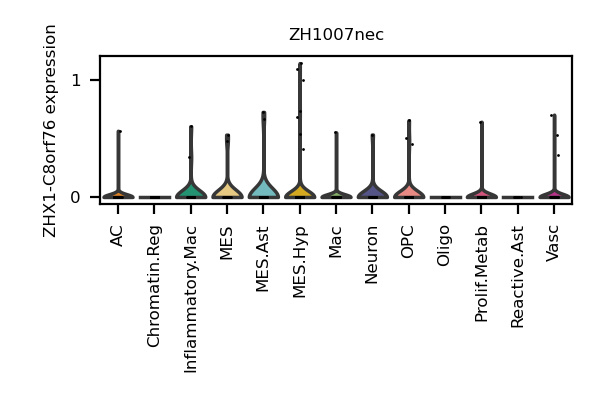 ZH1007nec
ZHX1-C8orf76 expression
1
0
AC
Chromatin.Reg
Inflammatory.Mac
MES
MES.Ast
MES.Hyp
Mac
Neuron
OPC
Oligo
Prolif.Metab
Reactive.Ast
Vasc